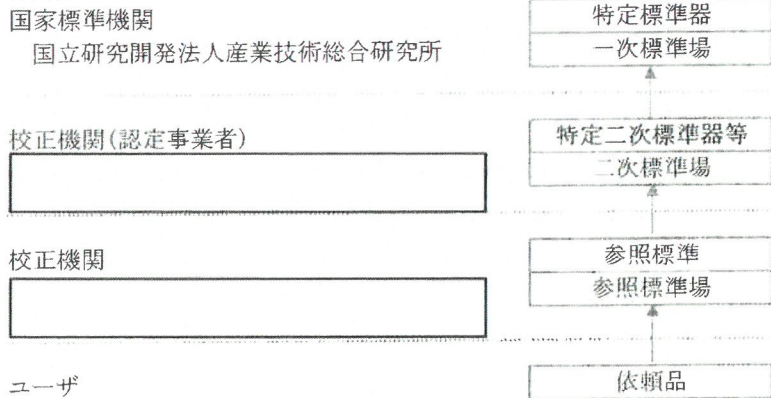 国家標準機関
国立研究開発法人産業技術総合研究所
特定標準器
一次標準場
校正機関(認定事業者)
特定二次標準器等
二次標準場
校正機関
参照標準
参照標準場
ユーザ
依頼品